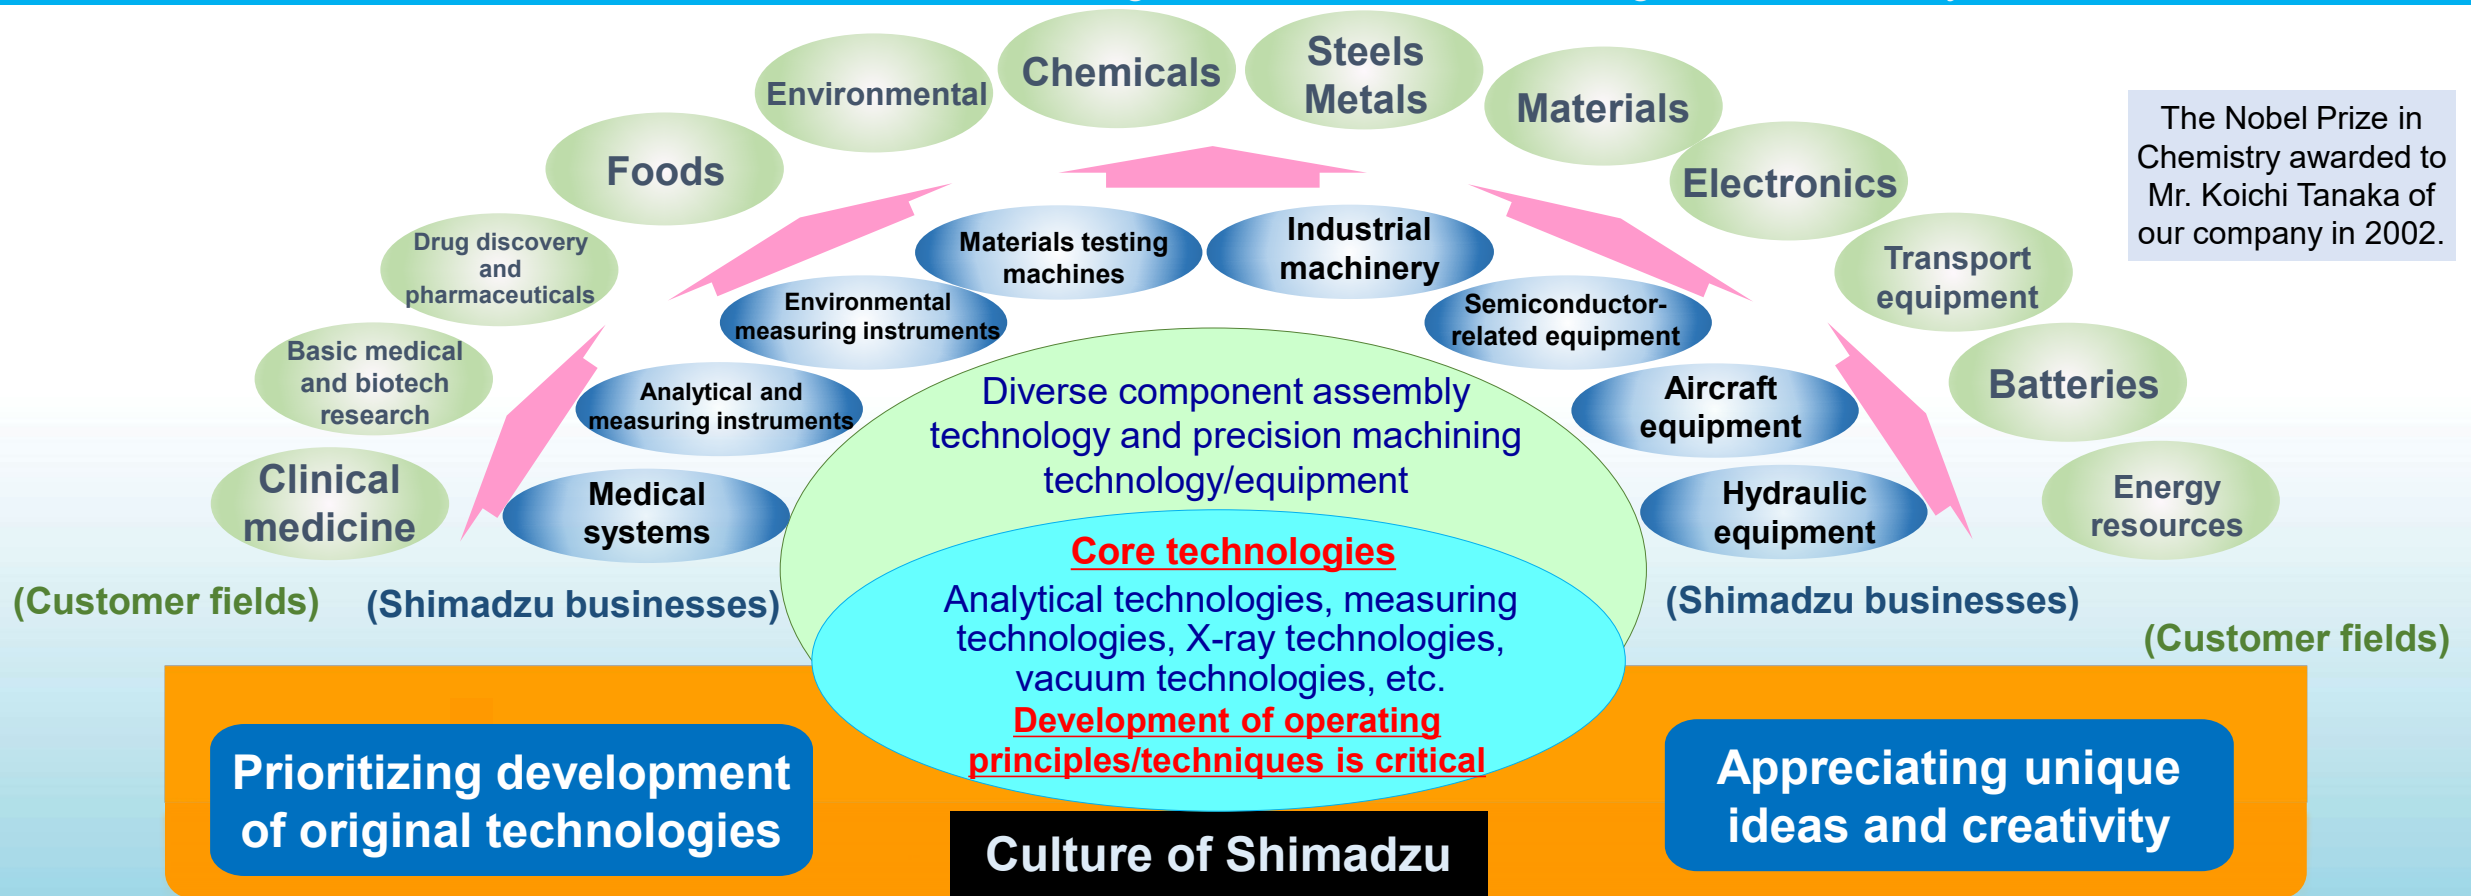 Chemicals
Steels
Metals
Environmental
Materials
Foods
Electronics
The Nobel Prize in
Chemistry awarded to
Mr. Koichi Tanaka of
our company in 2002.
Drug discovery
and
pharmaceuticals
Transport
equipment
Basic medical
and biotech
research
Batteries
Clinical
medicine
Energy
resources
Materials testing
machines
Industrial
machinery
Environmental
measuring instruments
Semiconductor-
related equipment
Analytical and
measuring instruments
Aircraft
equipment
Medical
systems
Hydraulic
equipment
Diverse component assembly
technology and precision machining
technology/equipment
Core technologies
Analytical technologies, measuring
technologies, X-ray technologies,
vacuum technologies, etc.
Development of operating
principles/techniques is critical
(Customer fields)
(Shimadzu businesses)
(Shimadzu businesses)
(Customer fields)
Prioritizing development
of original technologies
Appreciating unique
ideas and creativity
Culture of Shimadzu